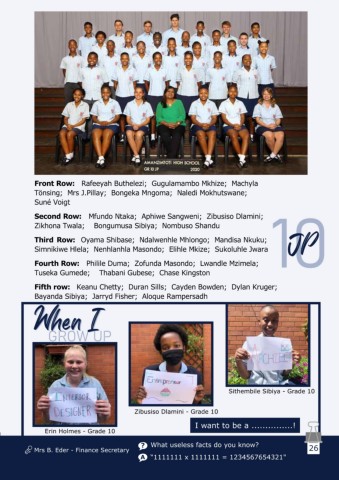 AMANZIMTOTI HIGH SCHOOL
GR 10 JP 2020
Front Row: Rafeeyah Buthelezi; Gugulamambo Mkhize; Machyla
Tönsing; Mrs J.Pillay; Bongeka Mngoma; Naledi Mokhutswane;
Suné Voigt
Second Row: Mfundo Ntaka; Aphiwe Sangweni; Zibusiso Dlamini;
Zikhona Twala; Bongumusa Sibiya; Nombuso Shandu
Third Row: Oyama Shibase; Ndalwenhle Mhlongo; Mandisa Nkuku;
Simnikiwe Hlela; Nenhlanhla Masondo; Elihle Mkize; Sukoluhle Jwara
Fourth Row: Philile Duma; Zofunda Masondo; Lwandle Mzimela;
Tuseka Gumede; Thabani Gubese; Chase Kingston
Fifth row: Keanu Chetty; Duran Sills; Cayden Bowden; Dylan Kruger;
Bayanda Sibiya; Jarryd Fisher; Aloque Rampersadh
10
JP
When I
GROW UP
INTERIOR
DESIGNER
Erin Holmes - Grade 10
Entrepreneur
Zibusiso Dlamini - Grade 10
Sithembile Sibiya - Grade 10
I want to be a ...............!
Mrs B. Eder - Finance Secretary
? What useless facts do you know?
A "1111111 x 1111111 = 1234567654321"
26